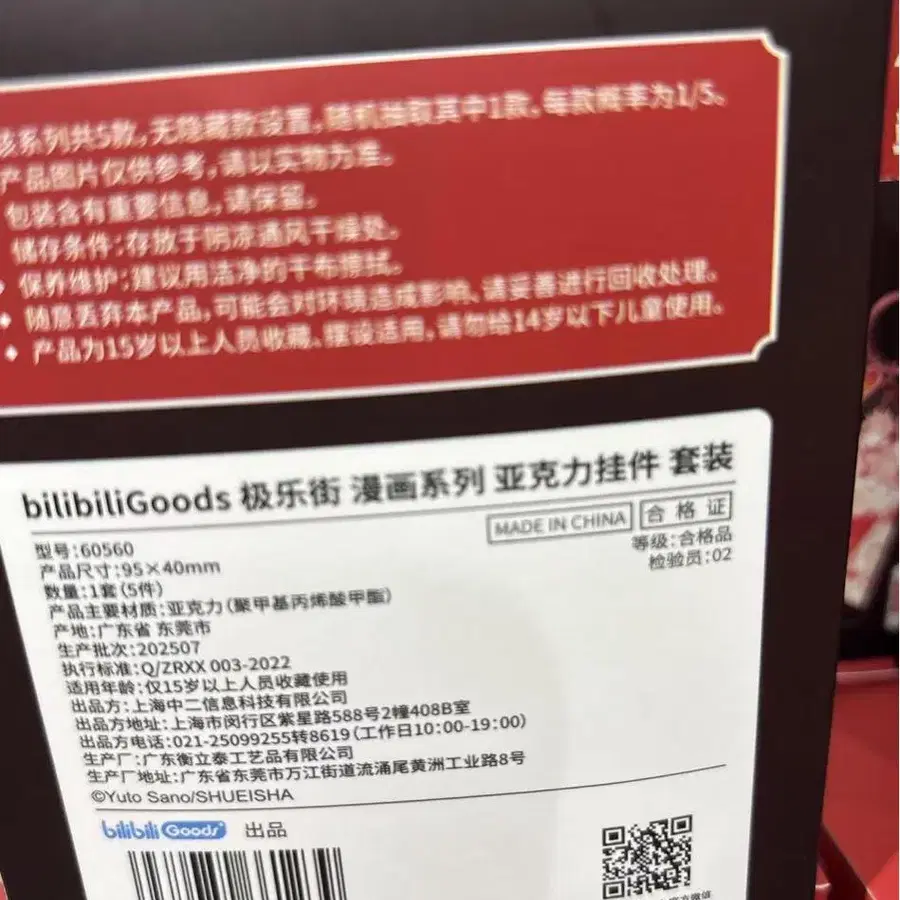 该系列共5款,无隐藏款设置,随机抽取其中1款,每款概率为1/5。
产品图片仅供参考,请以实物为准。
包装含有重要信息,请保留。
储存条件:存放于阴凉通风干燥处。
保养维护:建议用洁净的干布擦拭。
随意丢弃本产品,可能会对环境造成影响、请妥善进行回收处理。
产品为15岁以上人员收藏、摆设适用,请勿给14岁以下儿童使用。
bilibiliGoods 极乐街 漫画系列 亚克力挂件 套装
MADE IN CHINA 合格证
等级:合格品
检验员:02
型号:60560
产品尺寸:95×40mm
数量:1套(5件)
产品主要材质:亚克力(聚甲基丙烯酸甲酯)
产地:广东省 东莞市
生产批次:202507
执行标准:Q/ZRXX 003-2022
适用年龄:仅15岁以上人员收藏使用
出品方:上海中二信息科技有限公司
出品方地址:上海市闵行区紫星路588号2幢408B室
出品方电话:021-25099255转8619(工作日10:00-19:00)
生产厂:广东衡立泰工艺品有限公司
生产厂地址:广东省东莞市万江街道流涌尾黄洲工业路8号
©Yuto Sano/SHUEISHA
bilibili Goods 出品